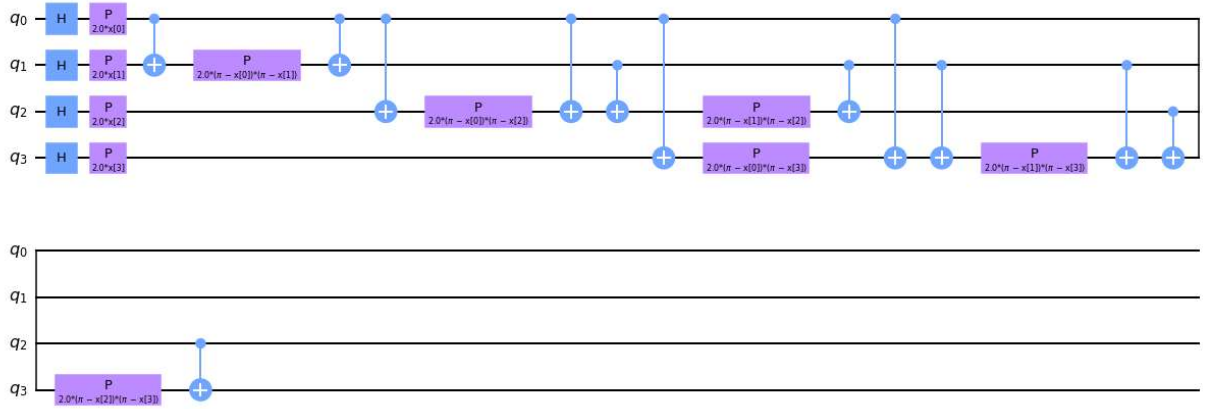 q₀ H P 2.0*x[0]
q₁ H P 2.0*x[1] P 2.0*(π − x[0])*(π − x[1])
q₂ H P 2.0*x[2] P 2.0*(π − x[0])*(π − x[2]) P 2.0*(π − x[1])*(π − x[2])
q₃ H P 2.0*x[3] P 2.0*(π − x[0])*(π − x[3]) P 2.0*(π − x[1])*(π − x[3])
q₀
q₁
q₂
q₃ P 2.0*(π − x[2])*(π − x[3])